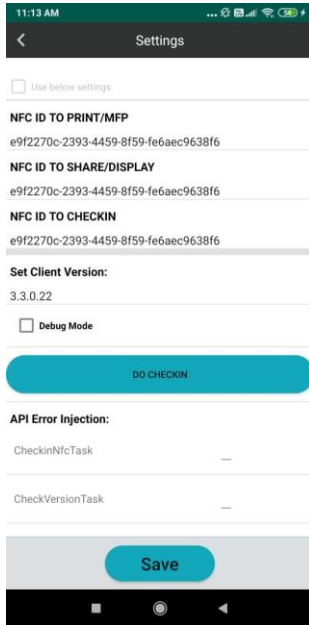 11:13 AM
... 58
Settings
Use below settings
NFC ID TO PRINT/MFP
e9f2270c-2393-4459-8f59-fe6aec9638f6
NFC ID TO SHARE/DISPLAY
e9f2270c-2393-4459-8f59-fe6aec9638f6
NFC ID TO CHECKIN
e9f2270c-2393-4459-8f59-fe6aec9638f6
Set Client Version:
3.3.0.22
Debug Mode
DO CHECKIN
API Error Injection:
CheckinNfcTask
CheckVersionTask
Save